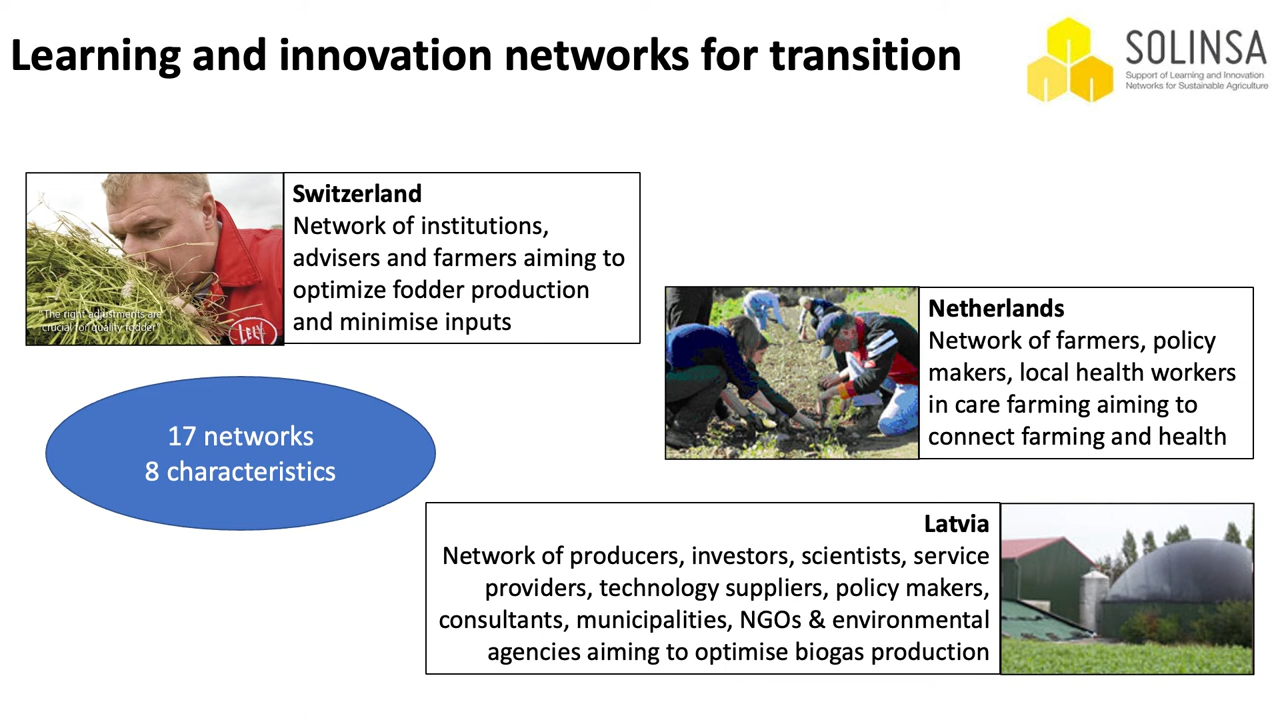 Learning and innovation networks for transition
SOLINSA
Support of Learning and Innovation
Networks for Sustainable Agriculture
Switzerland
Network of institutions,
advisers and farmers aiming to
optimize fodder production
and minimise inputs
"The right adjustments are
crucial for quality fodder"
LELY
Netherlands
Network of farmers, policy
makers, local health workers
in care farming aiming to
connect farming and health
17 networks
8 characteristics
Latvia
Network of producers, investors, scientists, service
providers, technology suppliers, policy makers,
consultants, municipalities, NGOs & environmental
agencies aiming to optimise biogas production